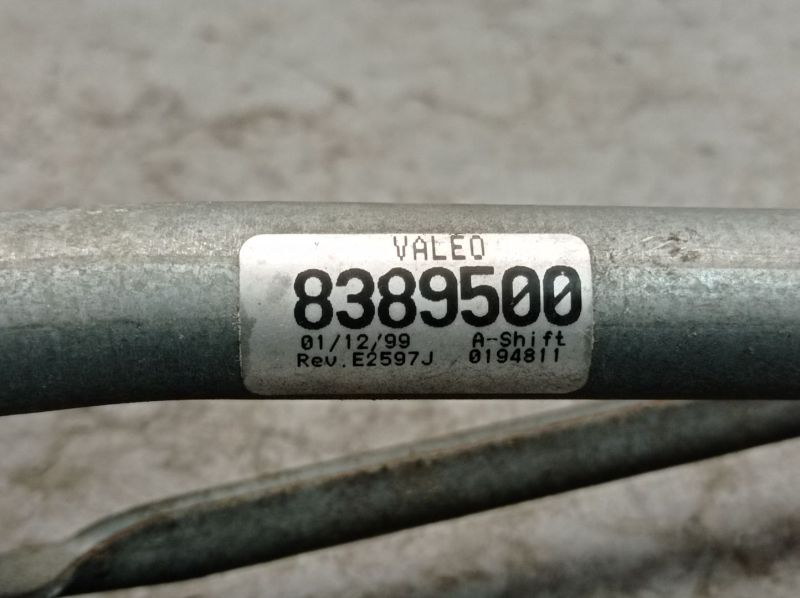 VALEO
8389500
01/12/99 A-Shift
Rev.E2597J 0194811